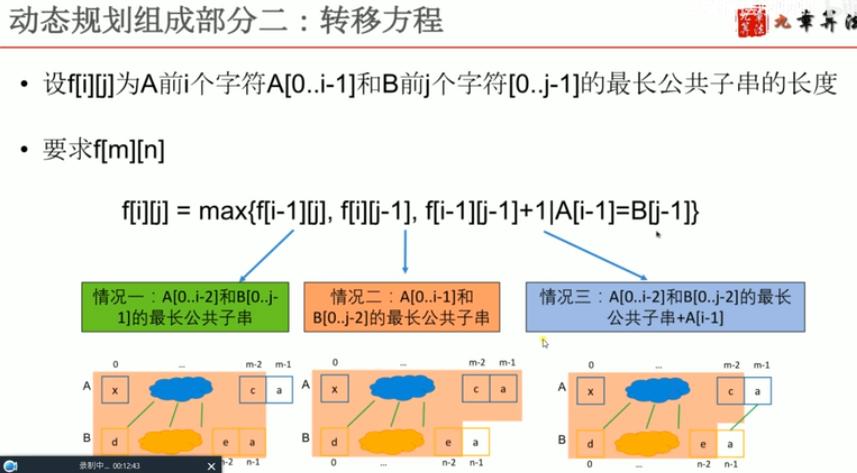 动态规划组成部分二：转移方程
九章算法
• 设f[i][j]为A前i个字符A[0..i-1]和B前j个字符[0..j-1]的最长公共子串的长度
• 要求f[m][n]
f[i][j] = max{f[i-1][j], f[i][j-1], f[i-1][j-1]+1|A[i-1]=B[j-1]}
情况一：A[0..i-2]和B[0..j-
1]的最长公共子串
情况二：A[0..i-1]和
B[0..j-2]的最长公共子串
情况三：A[0..i-2]和B[0..j-2]的最长
公共子串+A[i-1]
0 ... m-2 m-1
A x c a
B d e a
n-2 n-1
0 ... m-2 m-1
A x c a
B d e a
0 ... n-2 n-1
0 ... m-2 m-1
A x c a
B d e a
0 ... n-2 n-1
录制中... 00:12:43